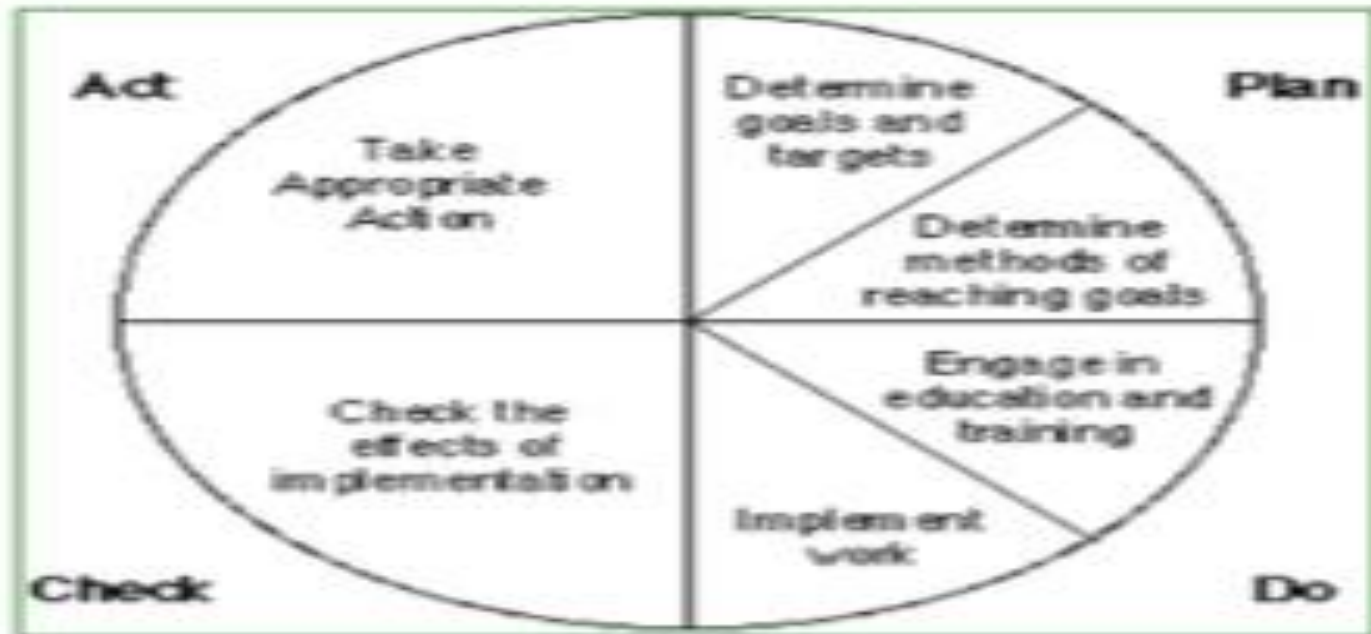 Act
Plan
Determine
goals and
targets
Take
Appropriate
Action
Determine
methods of
reaching goals
Engage in
education and
training
Check the
effects of
implementation
Implement
work
Check
Do